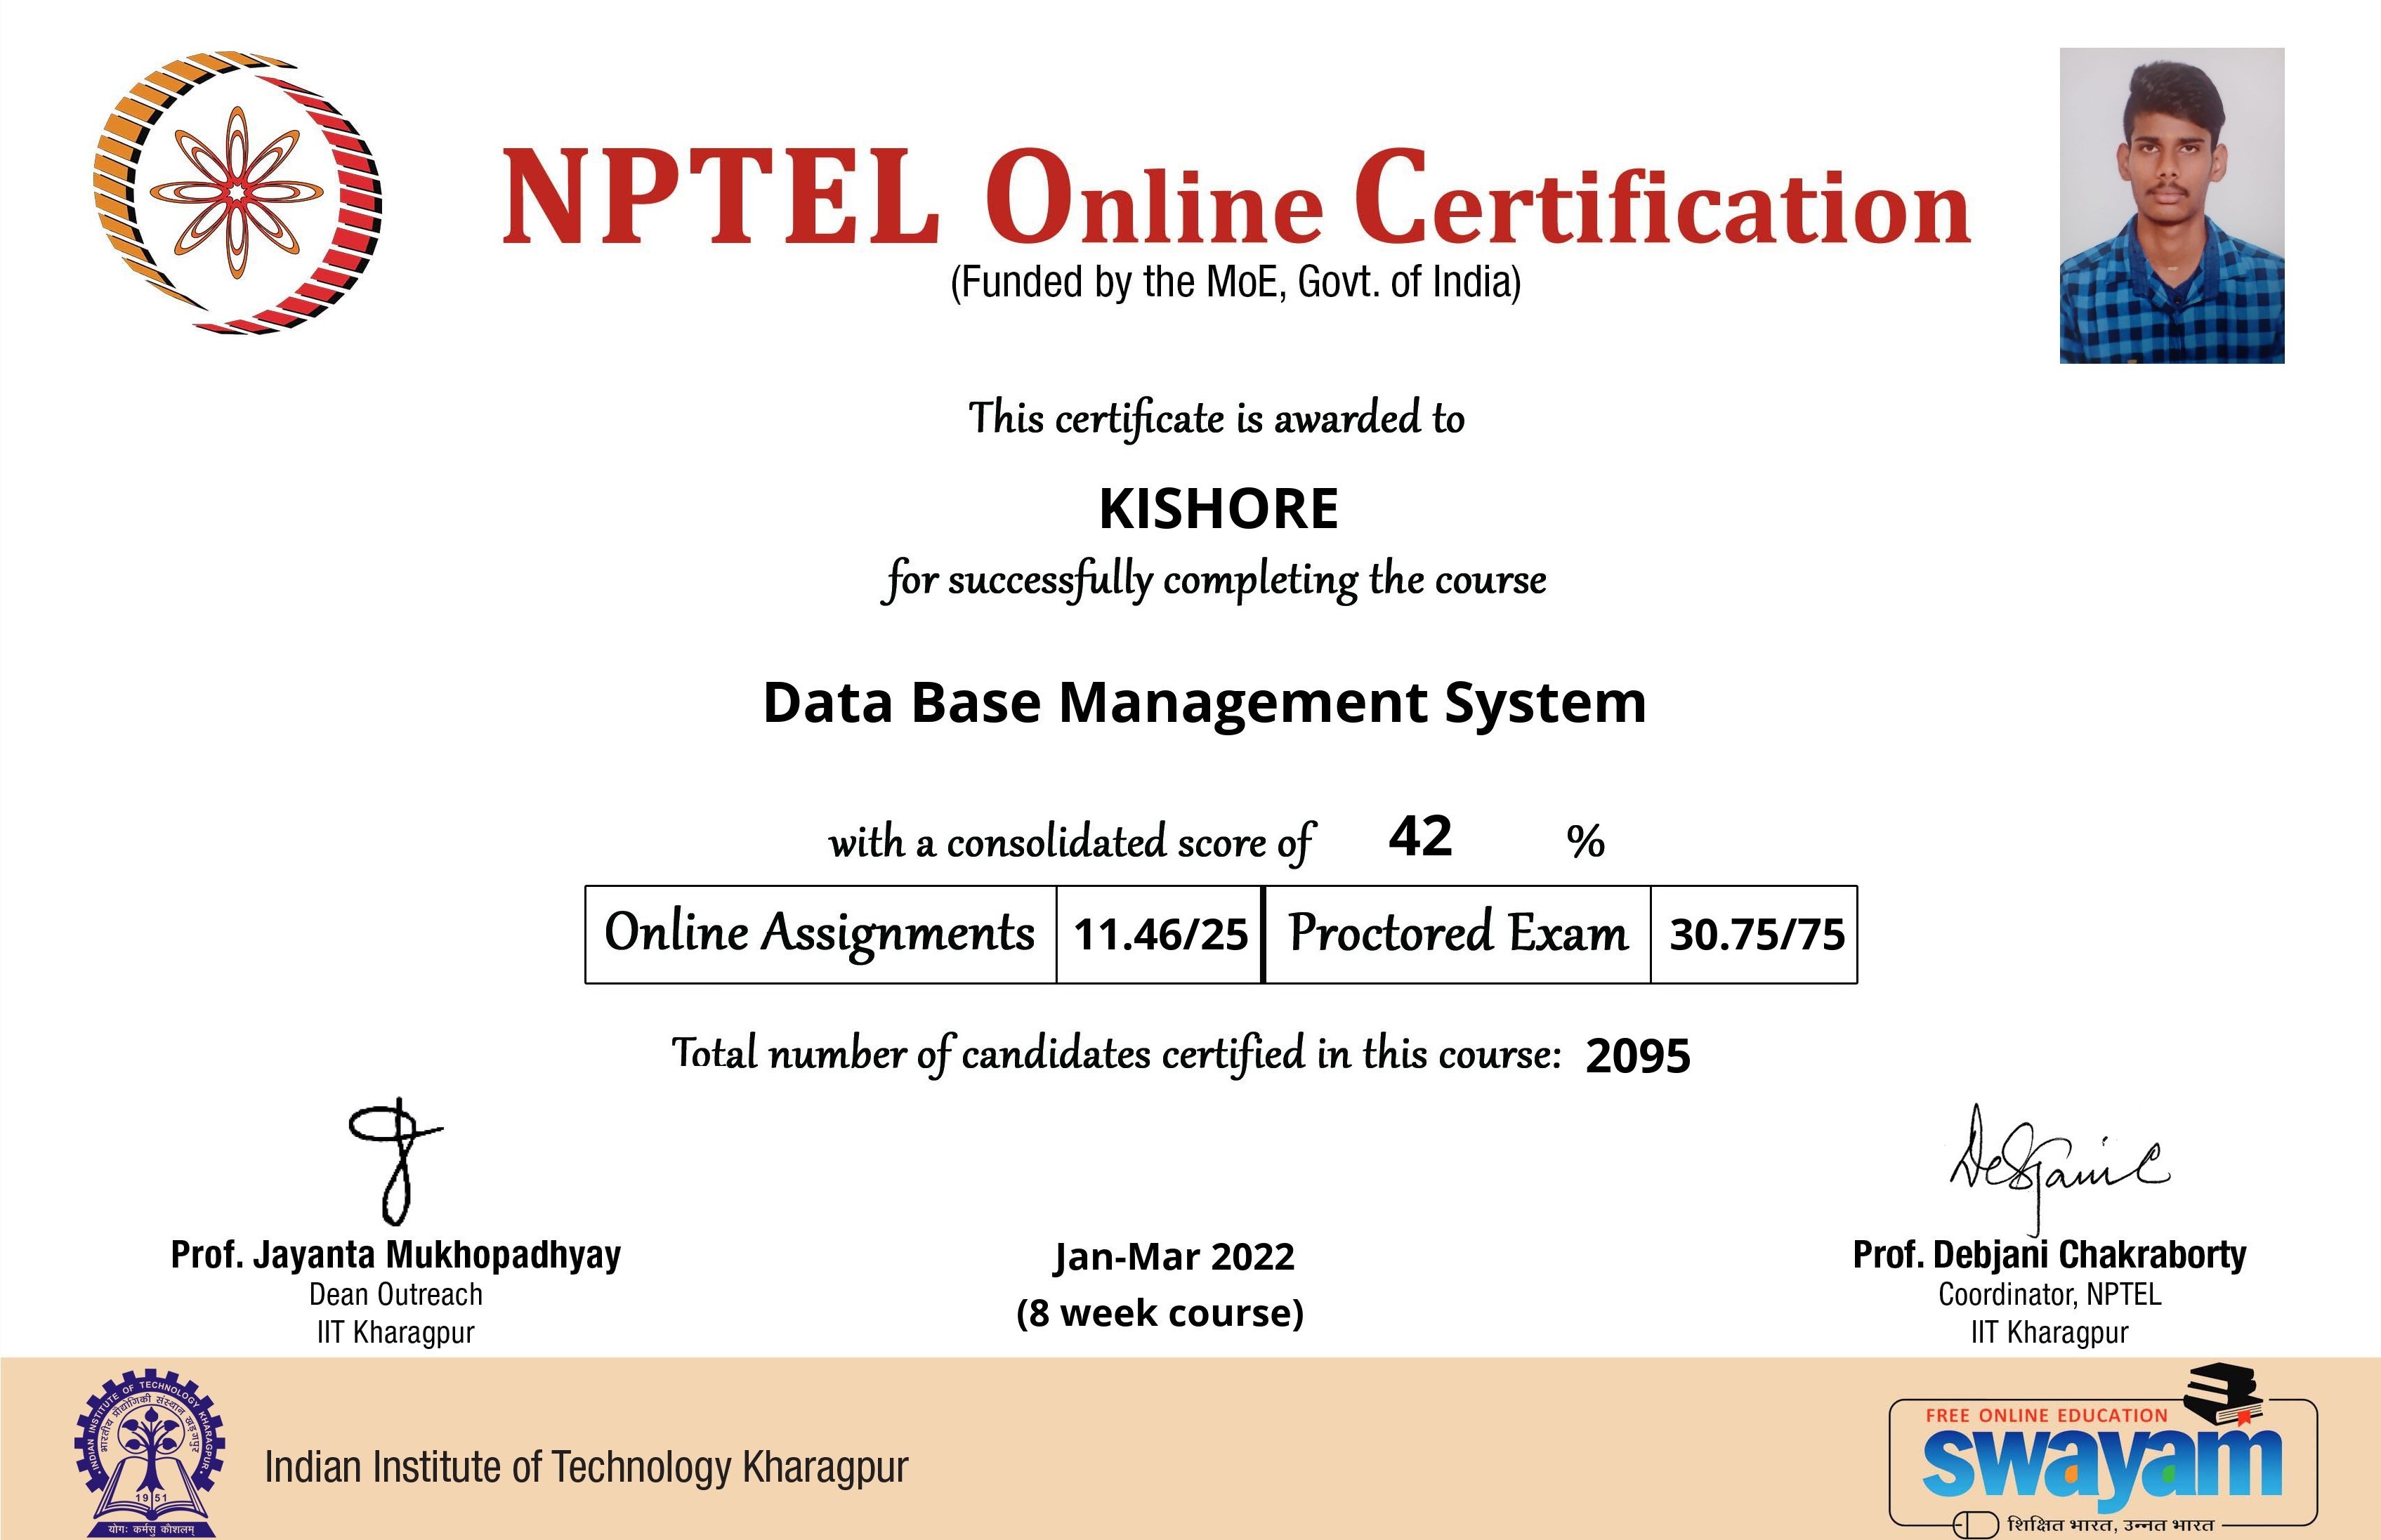 NPTEL Online Certification
(Funded by the MoE, Govt. of India)
This certificate is awarded to
KISHORE
for successfully completing the course
Data Base Management System
with a consolidated score of 42 %
Online Assignments 11.46/25 Proctored Exam 30.75/75
Total number of candidates certified in this course: 2095
Debjani C
Prof. Jayanta Mukhopadhyay
Dean Outreach
IIT Kharagpur
Jan-Mar 2022
(8 week course)
Prof. Debjani Chakraborty
Coordinator, NPTEL
IIT Kharagpur
INDIAN INSTITUTE OF TECHNOLOGY KHARAGPUR
भारतीय प्रौद्योगिकी संस्थान खड़गपुर
1951
योगः कर्मसु कौशलम्
Indian Institute of Technology Kharagpur
FREE ONLINE EDUCATION
swayam
शिक्षित भारत, उन्नत भारत